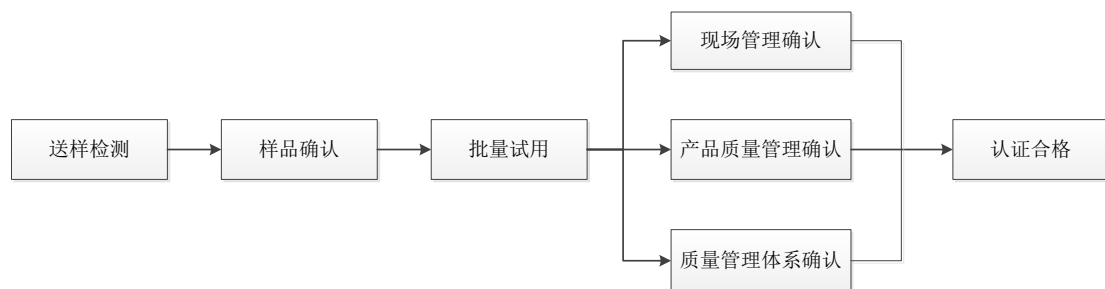 送样检测
样品确认
批量试用
现场管理确认
产品质量管理确认
质量管理体系确认
认证合格